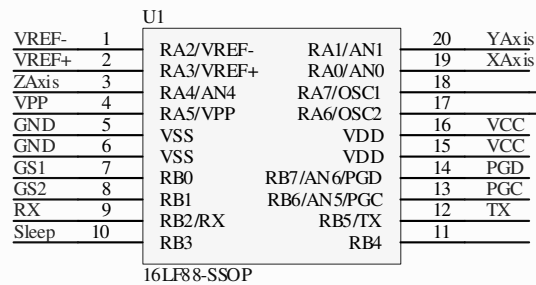 U1
VREF- 1 RA2/VREF- RA1/AN1 20 YAxis
VREF+ 2 RA3/VREF+ RA0/AN0 19 XAxis
ZAxis 3 RA4/AN4 RA7/OSC1 18
VPP 4 RA5/VPP RA6/OSC2 17
GND 5 VSS VDD 16 VCC
GND 6 VSS VDD 15 VCC
GS1 7 RB0 RB7/AN6/PGD 14 PGD
GS2 8 RB1 RB6/AN5/PGC 13 PGC
RX 9 RB2/RX RB5/TX 12 TX
Sleep 10 RB3 RB4 11
16LF88-SSOP